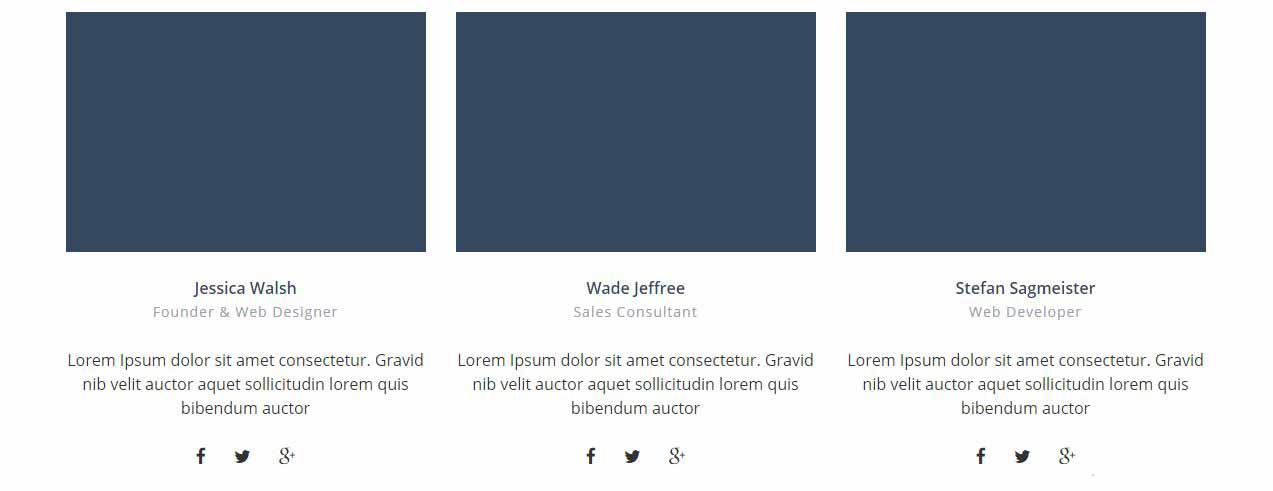 Jessica Walsh
Founder & Web Designer
Lorem Ipsum dolor sit amet consectetur. Gravid
nib velit auctor aquet sollicitudin lorem quis
bibendum auctor
Wade Jeffree
Sales Consultant
Lorem Ipsum dolor sit amet consectetur. Gravid
nib velit auctor aquet sollicitudin lorem quis
bibendum auctor
Stefan Sagmeister
Web Developer
Lorem Ipsum dolor sit amet consectetur. Gravid
nib velit auctor aquet sollicitudin lorem quis
bibendum auctor